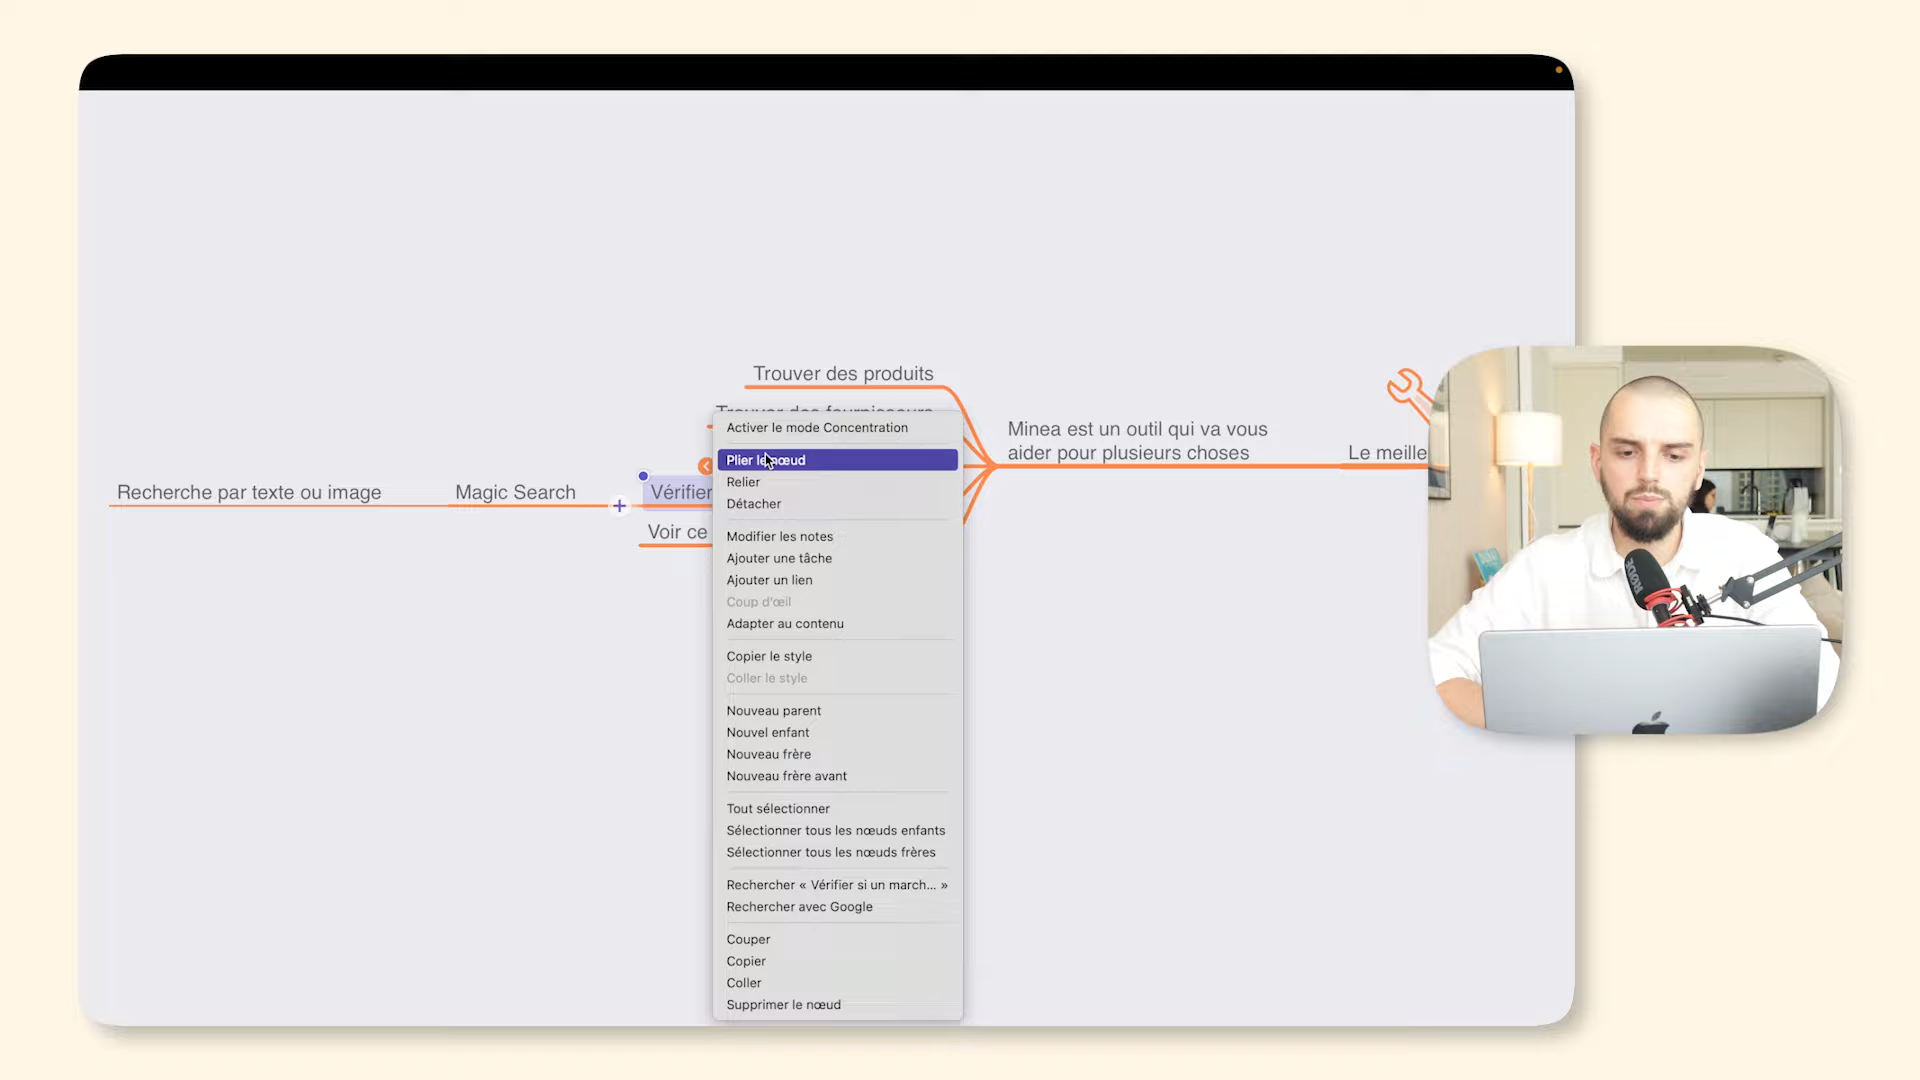 Trouver des produits
Trouver des fournisseurs
Minea est un outil qui va vous
aider pour plusieurs choses
Le meille
Recherche par texte ou image
Magic Search
Vérifier
Voir ce
Activer le mode Concentration
Plier le nœud
Relier
Détacher
Modifier les notes
Ajouter une tâche
Ajouter un lien
Coup d'œil
Adapter au contenu
Copier le style
Coller le style
Nouveau parent
Nouvel enfant
Nouveau frère
Nouveau frère avant
Tout sélectionner
Sélectionner tous les nœuds enfants
Sélectionner tous les nœuds frères
Rechercher « Vérifier si un march... »
Rechercher avec Google
Couper
Copier
Coller
Supprimer le nœud
RØDE